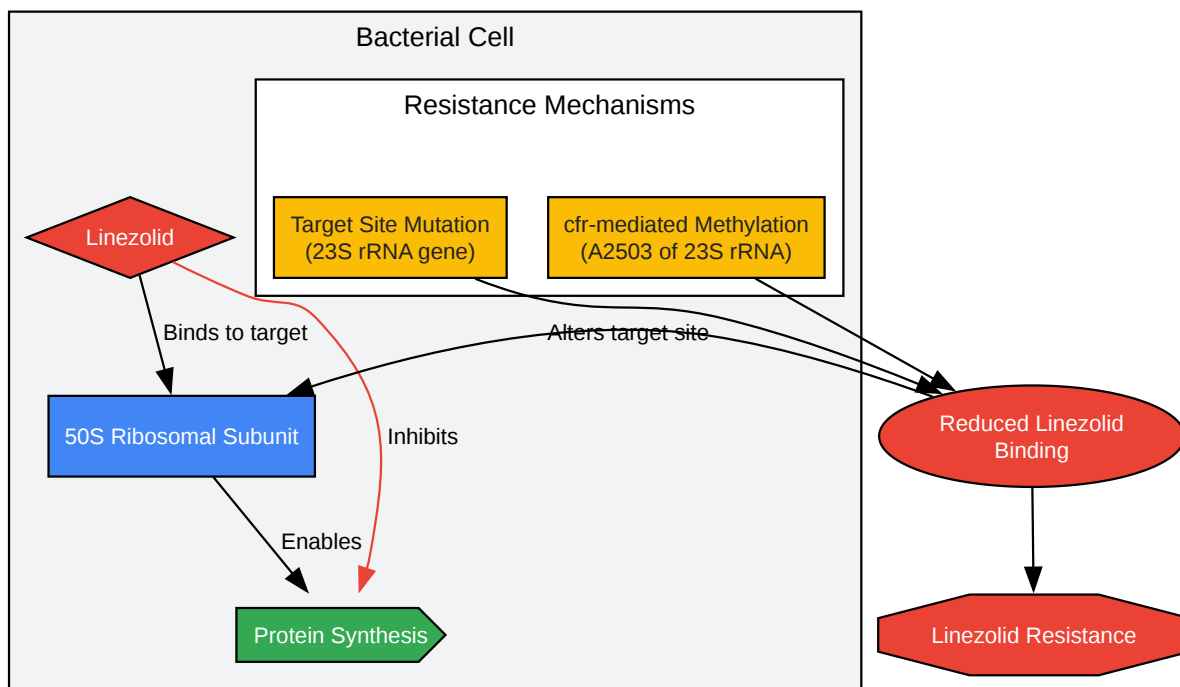 Bacterial Cell
Resistance Mechanisms
Linezolid
Target Site Mutation
(23S rRNA gene)
cfr-mediated Methylation
(A2503 of 23S rRNA)
Binds to target
Alters target site
50S Ribosomal Subunit
Inhibits
Reduced Linezolid
Binding
Enables
Protein Synthesis
Linezolid Resistance